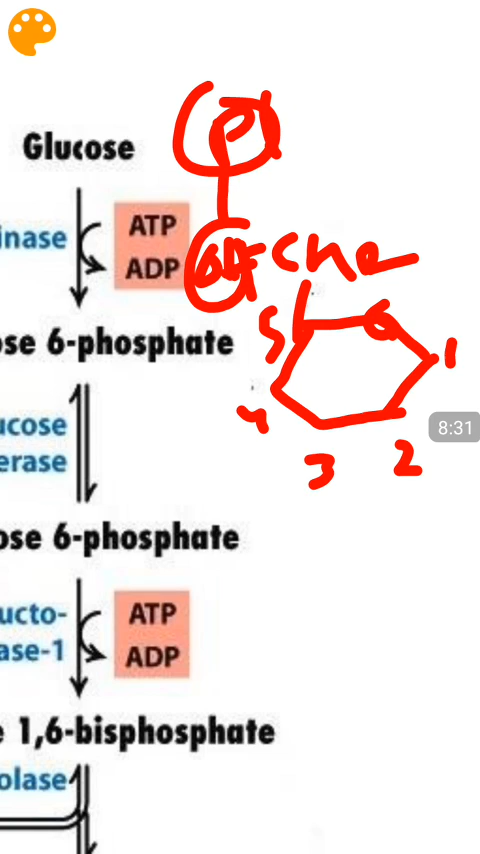 Glucose
P
ATP
inase
ADP
OH
CH2
ose 6-phosphate
5
1
4
3
2
8:31
ucose
erase
ose 6-phosphate
ATP
ucto-
ase-1
ADP
e 1,6-bisphosphate
olase